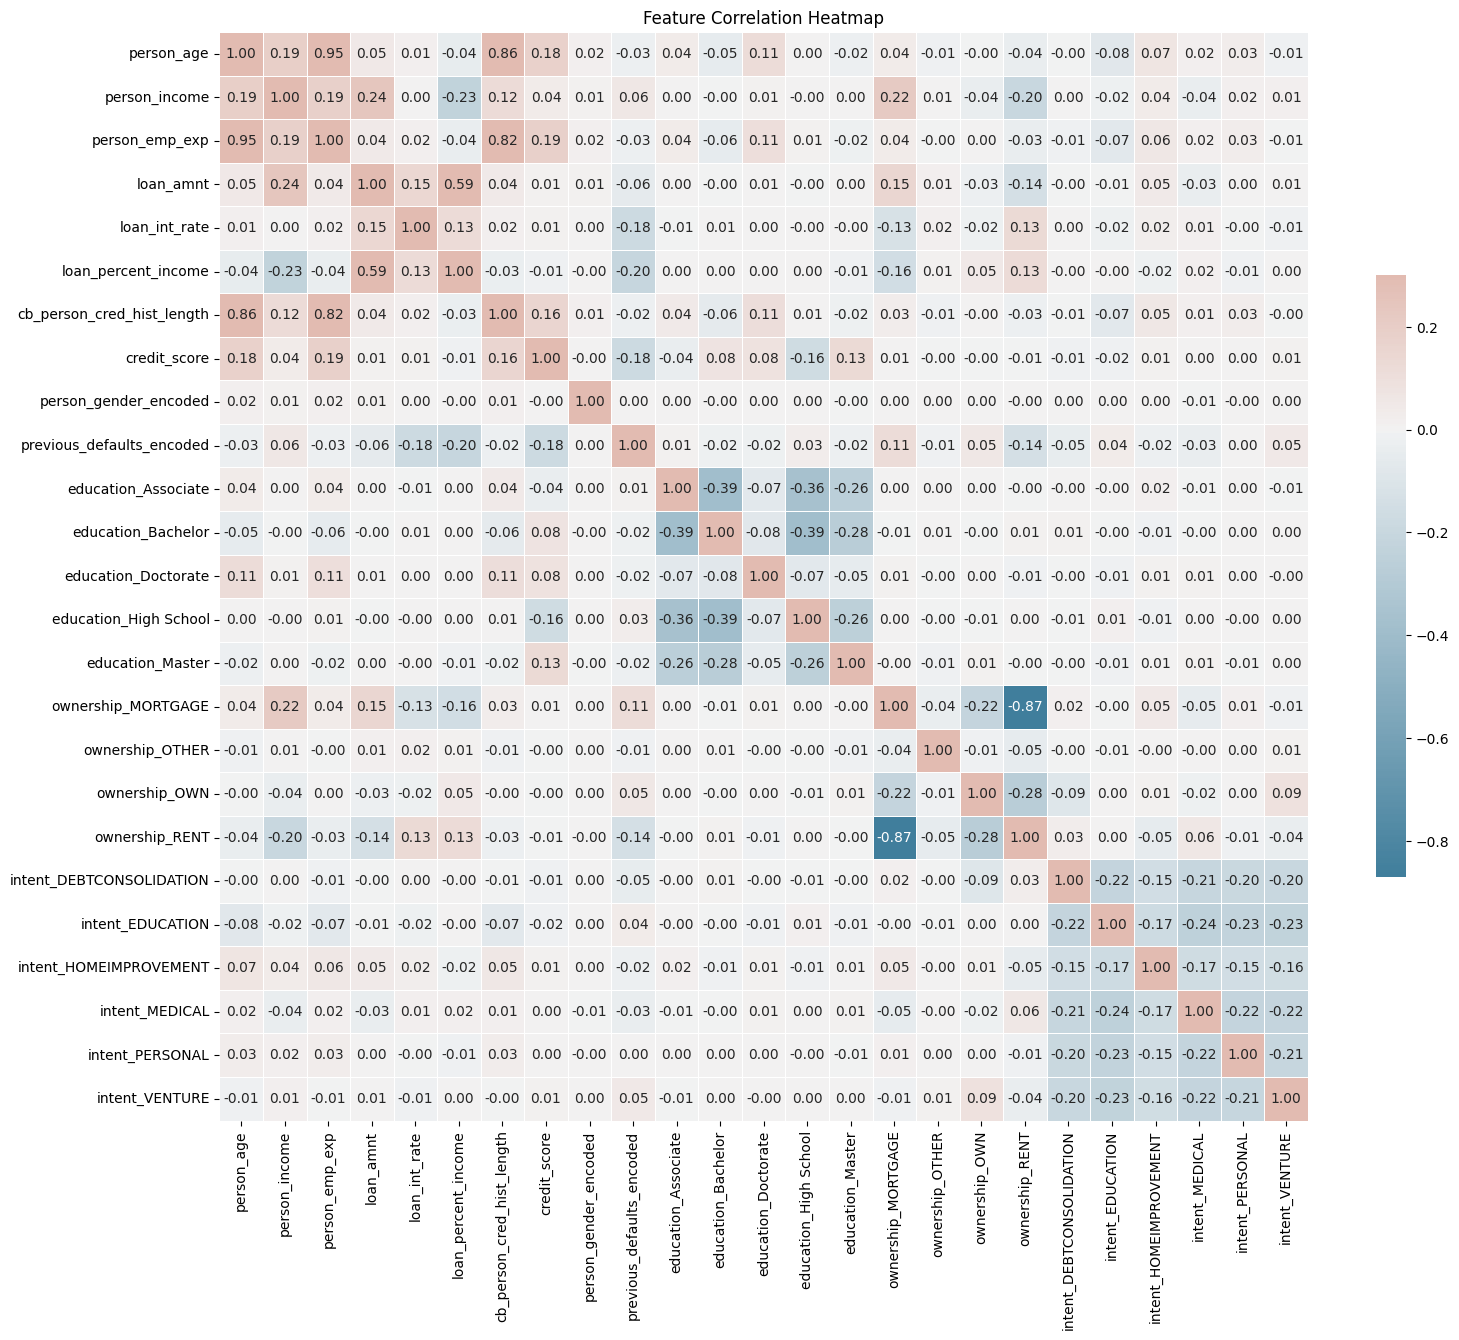 Feature Correlation Heatmap
person_age 1.00 0.19 0.95 0.05 0.01 -0.04 0.86 0.18 0.02 -0.03 0.04 -0.05 0.11 0.00 -0.02 0.04 -0.01 -0.00 -0.04 -0.00 -0.08 0.07 0.02 0.03 -0.01
person_income 0.19 1.00 0.19 0.24 0.00 -0.23 0.12 0.04 0.01 0.06 0.00 -0.00 0.01 -0.00 0.00 0.22 0.01 -0.04 -0.20 0.00 -0.02 0.04 -0.04 0.02 0.01
person_emp_exp 0.95 0.19 1.00 0.04 0.02 -0.04 0.82 0.19 0.02 -0.03 0.04 -0.06 0.11 0.01 -0.02 0.04 -0.00 0.00 -0.03 -0.01 -0.07 0.06 0.02 0.03 -0.01
loan_amnt 0.05 0.24 0.04 1.00 0.15 0.59 0.04 0.01 0.01 -0.06 0.00 -0.00 0.01 -0.00 0.00 0.15 0.01 -0.03 -0.14 -0.00 -0.01 0.05 -0.03 0.00 0.01
loan_int_rate 0.01 0.00 0.02 0.15 1.00 0.13 0.02 0.01 0.00 -0.18 -0.01 0.01 0.00 -0.00 -0.00 -0.13 0.02 -0.02 0.13 0.00 -0.02 0.02 0.01 -0.00 -0.01
loan_percent_income -0.04 -0.23 -0.04 0.59 0.13 1.00 -0.03 -0.01 -0.00 -0.20 0.00 0.00 0.00 0.00 -0.01 -0.16 0.01 0.05 0.13 -0.00 -0.00 -0.02 0.02 -0.01 0.00
cb_person_cred_hist_length 0.86 0.12 0.82 0.04 0.02 -0.03 1.00 0.16 0.01 -0.02 0.04 -0.06 0.11 0.01 -0.02 0.03 -0.01 -0.00 -0.03 -0.01 -0.07 0.05 0.01 0.03 -0.00
credit_score 0.18 0.04 0.19 0.01 0.01 -0.01 0.16 1.00 -0.00 -0.18 -0.04 0.08 0.08 -0.16 0.13 0.01 -0.00 -0.00 -0.01 -0.01 -0.02 0.01 0.00 0.00 0.01
person_gender_encoded 0.02 0.01 0.02 0.01 0.00 -0.00 0.01 -0.00 1.00 0.00 0.00 -0.00 0.00 0.00 -0.00 0.00 0.00 -0.00 0.00 0.00 -0.00 0.00 -0.01 -0.00 0.00
previous_defaults_encoded -0.03 0.06 -0.03 -0.06 -0.18 -0.20 -0.02 -0.18 0.00 1.00 0.01 -0.02 -0.02 0.03 -0.02 0.11 -0.01 0.05 -0.14 -0.05 0.04 -0.02 -0.03 0.00 0.05
education_Associate 0.04 0.00 0.04 0.00 -0.01 0.00 0.04 -0.04 0.00 0.01 1.00 -0.39 -0.07 -0.36 -0.26 0.00 0.00 0.00 -0.00 -0.00 -0.00 0.02 -0.01 0.00 -0.01
education_Bachelor -0.05 -0.00 -0.06 -0.00 0.01 0.00 -0.06 0.08 -0.00 -0.02 -0.39 1.00 -0.08 -0.39 -0.28 -0.01 0.01 -0.00 0.01 0.01 -0.00 -0.01 -0.00 0.00 0.00
education_Doctorate 0.11 0.01 0.11 0.01 0.00 0.00 0.11 0.08 0.00 -0.02 -0.07 -0.08 1.00 -0.07 -0.05 0.01 -0.00 0.00 -0.01 -0.00 -0.01 0.01 0.01 0.00 -0.00
education_High School 0.00 -0.00 0.01 -0.00 -0.00 0.00 0.01 -0.16 0.00 0.03 -0.36 -0.39 -0.07 1.00 -0.26 0.00 -0.00 -0.01 0.00 -0.01 0.01 -0.01 0.00 -0.00 0.00
education_Master -0.02 0.00 -0.02 0.00 -0.00 -0.01 -0.02 0.13 -0.00 -0.02 -0.26 -0.28 -0.05 -0.26 1.00 -0.00 -0.01 0.01 -0.00 -0.00 -0.01 0.01 0.01 -0.01 0.00
ownership_MORTGAGE 0.04 0.22 0.04 0.15 -0.13 -0.16 0.03 0.01 0.00 0.11 0.00 -0.01 0.01 0.00 -0.00 1.00 -0.04 -0.22 -0.87 0.02 -0.00 0.05 -0.05 0.01 -0.01
ownership_OTHER -0.01 0.01 -0.00 0.01 0.02 0.01 -0.01 -0.00 0.00 -0.01 0.00 0.01 -0.00 -0.00 -0.01 -0.04 1.00 -0.01 -0.05 -0.00 -0.01 -0.00 -0.00 0.00 0.01
ownership_OWN -0.00 -0.04 0.00 -0.03 -0.02 0.05 -0.00 -0.00 0.00 0.05 0.00 -0.00 0.00 -0.01 0.01 -0.22 -0.01 1.00 -0.28 -0.09 0.00 0.01 -0.02 0.00 0.09
ownership_RENT -0.04 -0.20 -0.03 -0.14 0.13 0.13 -0.03 -0.01 0.00 -0.14 -0.00 0.01 -0.01 0.00 -0.00 -0.87 -0.05 -0.28 1.00 0.03 0.00 -0.05 0.06 -0.01 -0.04
intent_DEBTCONSOLIDATION -0.00 0.00 -0.01 -0.00 0.00 -0.00 -0.01 -0.01 0.00 -0.05 -0.00 0.01 -0.00 -0.01 -0.00 0.02 -0.00 -0.09 0.03 1.00 -0.22 -0.15 -0.21 -0.20 -0.20
intent_EDUCATION -0.08 -0.02 -0.07 -0.01 -0.02 -0.00 -0.07 -0.02 0.00 0.04 -0.00 -0.00 -0.01 0.01 -0.01 -0.00 -0.01 0.00 0.00 -0.22 1.00 -0.17 -0.24 -0.23 -0.23
intent_HOMEIMPROVEMENT 0.07 0.04 0.06 0.05 0.02 -0.02 0.05 0.01 0.00 -0.02 0.02 -0.01 0.01 -0.01 0.01 0.05 -0.00 0.01 -0.05 -0.15 -0.17 1.00 -0.17 -0.15 -0.16
intent_MEDICAL 0.02 -0.04 0.02 -0.03 0.01 0.02 0.01 0.00 -0.01 -0.03 -0.01 -0.00 0.01 0.00 0.01 -0.05 -0.00 -0.02 0.06 -0.21 -0.24 -0.17 1.00 -0.22 -0.22
intent_PERSONAL 0.03 0.02 0.03 0.00 -0.00 -0.01 0.03 0.00 -0.00 0.00 0.00 0.00 0.00 -0.00 -0.01 0.01 0.00 0.00 -0.01 -0.20 -0.23 -0.15 -0.22 1.00 -0.21
intent_VENTURE -0.01 0.01 -0.01 0.01 -0.01 0.00 -0.00 0.01 0.00 0.05 -0.01 0.00 -0.00 0.00 0.00 -0.01 0.01 0.09 -0.04 -0.20 -0.23 -0.16 -0.22 -0.21 1.00
person_age
person_income
person_emp_exp
loan_amnt
loan_int_rate
loan_percent_income
cb_person_cred_hist_length
credit_score
person_gender_encoded
previous_defaults_encoded
education_Associate
education_Bachelor
education_Doctorate
education_High School
education_Master
ownership_MORTGAGE
ownership_OTHER
ownership_OWN
ownership_RENT
intent_DEBTCONSOLIDATION
intent_EDUCATION
intent_HOMEIMPROVEMENT
intent_MEDICAL
intent_PERSONAL
intent_VENTURE
0.2
0.0
−0.2
−0.4
−0.6
−0.8